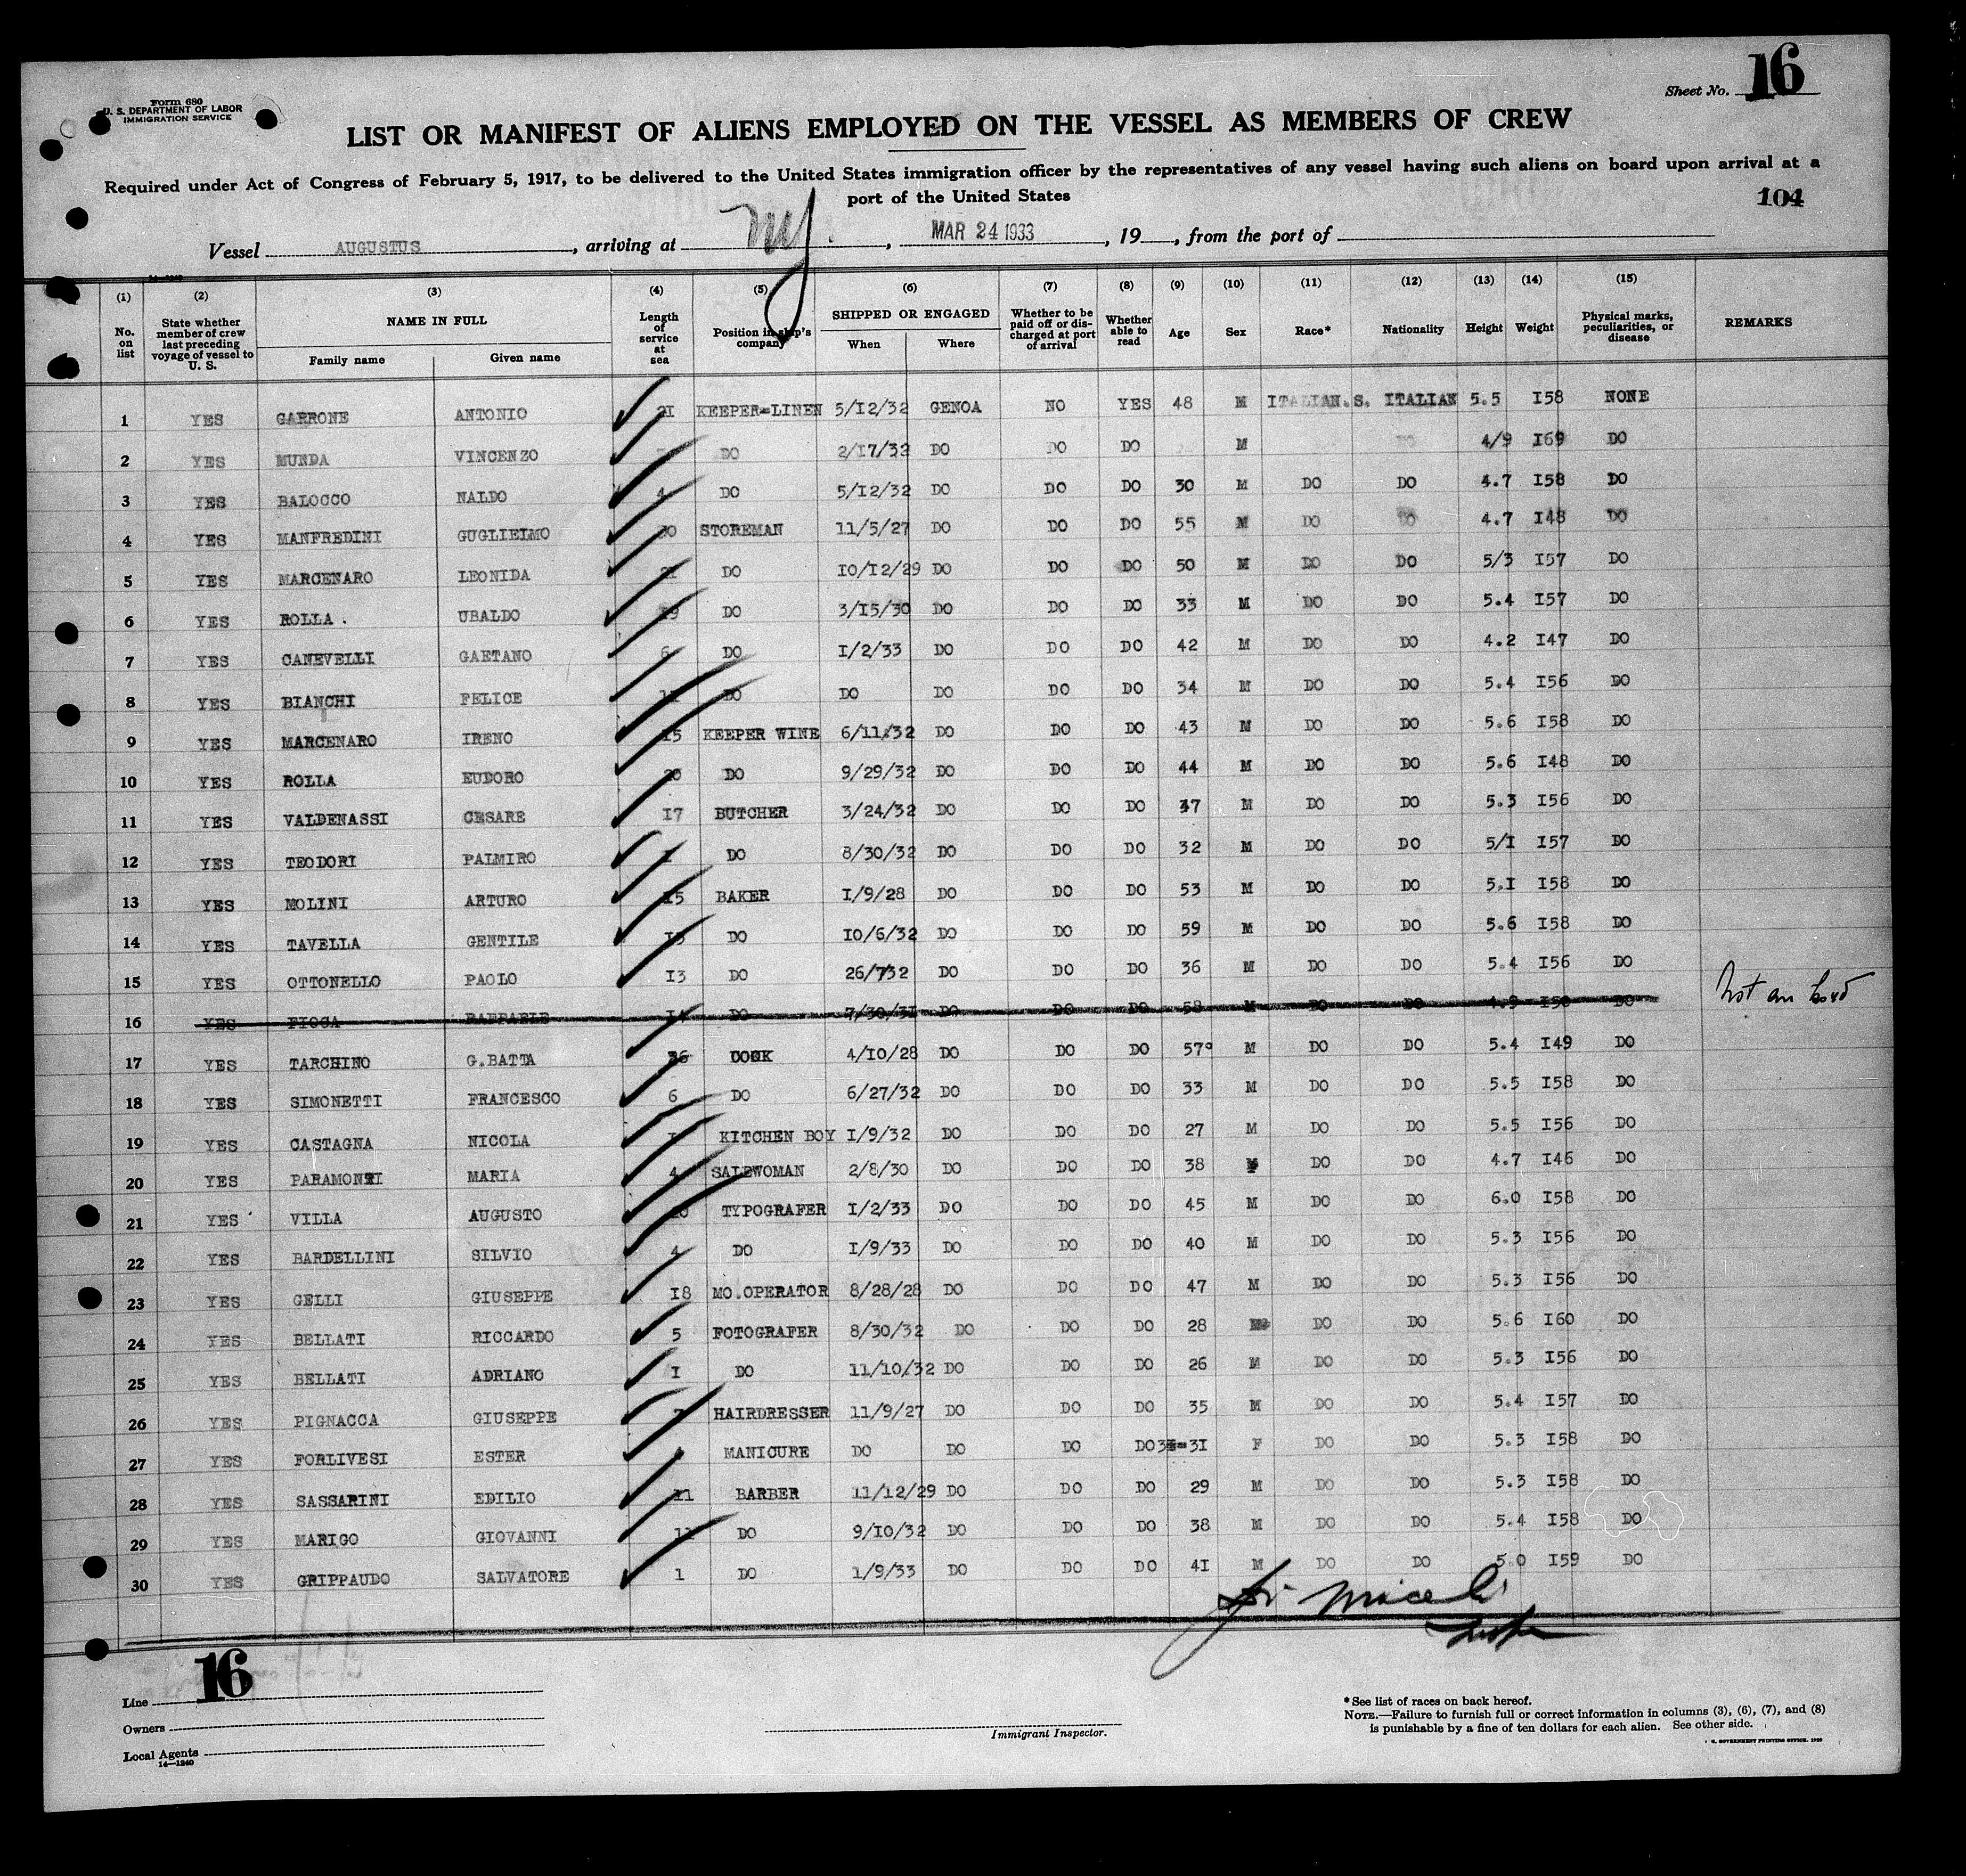 Form 680
U. S. DEPARTMENT OF LABOR
IMMIGRATION SERVICE
Sheet No. 16
LIST OR MANIFEST OF ALIENS EMPLOYED ON THE VESSEL AS MEMBERS OF CREW
Required under Act of Congress of February 5, 1917, to be delivered to the United States immigration officer by the representatives of any vessel having such aliens on board upon arrival at a
port of the United States
104
Vessel AUGUSTUS, arriving at NY., MAR 24 1933, 19, from the port of
(1) (2) (3) (4) (5) (6) (7) (8) (9) (10) (11) (12) (13) (14) (15)
No. on list State whether member of crew last preceding voyage of vessel to U. S. NAME IN FULL Family name Given name Length of service at sea Position in ship's company SHIPPED OR ENGAGED When Where Whether to be paid off or discharged at port of arrival Whether able to read Age Sex Race* Nationality Height Weight Physical marks, peculiarities, or disease REMARKS
1 YES GARRONE ANTONIO 21 KEEPER=LINEN 5/12/32 GENOA NO YES 48 M ITALIAN.S. ITALIAN 5.5 158 NONE
2 YES MUNDA VINCENZO DO 2/17/32 DO DO DO M DO 4/9 169 DO
3 YES BALOCCO NALDO 4 DO 5/12/32 DO DO DO 30 M DO DO 4.7 158 DO
4 YES MANFREDINI GUGLIELMO DO STOREMAN 11/5/27 DO DO DO 55 M DO DO 4.7 148 DO
5 YES MARCENARO LEONIDA DO 10/12/29 DO DO DO 50 M DO DO 5/3 157 DO
6 YES ROLLA . UBALDO DO 3/15/30 DO DO DO 33 M DO DO 5.4 157 DO
7 YES CANEVELLI GAETANO 6 DO 1/2/33 DO DO DO 42 M DO DO 4.2 147 DO
8 YES BIANCHI FELICE DO DO DO DO DO 34 M DO DO 5.4 156 DO
9 YES MARCENARO IRENO 15 KEEPER WINE 6/11/32 DO DO DO 43 M DO DO 5.6 158 DO
10 YES ROLLA EUDORO 20 DO 9/29/32 DO DO DO 44 M DO DO 5.6 148 DO
11 YES VALDENASSI CESARE 17 BUTCHER 3/24/32 DO DO DO 37 M DO DO 5.3 156 DO
12 YES TEODORI PALMIRO DO 8/30/32 DO DO DO 32 M DO DO 5/1 157 DO
13 YES MOLINI ARTURO 15 BAKER 1/9/28 DO DO DO 53 M DO DO 5.1 158 DO
14 YES TAVELLA GENTILE DO 10/6/32 DO DO DO 59 M DO DO 5.6 158 DO
15 YES OTTONELLO PAOLO 13 DO 26/732 DO DO DO 36 M DO DO 5.4 156 DO
16 YES RAFFAELE 14 DO 7/30/31 DO DO DO 58 M DO DO DO Not on board
17 YES TARCHINO G.BATTA 36 COOK 4/10/28 DO DO DO 57 M DO DO 5.4 149 DO
18 YES SIMONETTI FRANCESCO 6 DO 6/27/32 DO DO DO 33 M DO DO 5.5 158 DO
19 YES CASTAGNA NICOLA KITCHEN BOY 1/9/32 DO DO DO 27 M DO DO 5.5 156 DO
20 YES MARIA 4 SALEWOMAN 2/8/30 DO DO DO 38 DO DO 4.7 146 DO
21 YES VILLA AUGUSTO TYPOGRAFER 1/2/33 DO DO DO 45 M DO DO 6.0 158 DO
22 YES BARDELLINI SILVIO 4 DO 1/9/33 DO DO DO 40 M DO DO 5.3 156 DO
23 YES GELLI GIUSEPPE 18 MO.OPERATOR 8/28/28 DO DO DO 47 M DO DO 5.3 156 DO
24 YES BELLATI RICCARDO 5 FOTOGRAFER 8/30/32 DO DO DO 28 DO DO 5.6 160 DO
25 YES BELLATI ADRIANO 1 DO 11/10/32 DO DO DO 26 M DO DO 5.3 156 DO
26 YES PIGNACCA GIUSEPPE 7 HAIRDRESSER 11/9/27 DO DO DO 35 M DO DO 5.4 157 DO
27 YES FORLIVESI ESTER MANICURE DO DO DO DO 31 F DO DO 5.3 158 DO
28 YES SASSARINI EDILIO 11 BARBER 11/12/29 DO DO DO 29 M DO DO 5.3 158 DO
29 YES MARIGO GIOVANNI DO 9/10/32 DO DO DO 38 M DO DO 5.4 158 DO
30 YES GRIPPAUDO SALVATORE 1 DO 1/9/33 DO DO DO 41 M DO DO 5.0 159 DO
16
Line
Owners
Local Agents
14—1240
Immigrant Inspector.
* See list of races on back hereof.
NOTE.—Failure to furnish full or correct information in columns (3), (6), (7), and (8)
is punishable by a fine of ten dollars for each alien. See other side.
GOVERNMENT PRINTING OFFICE